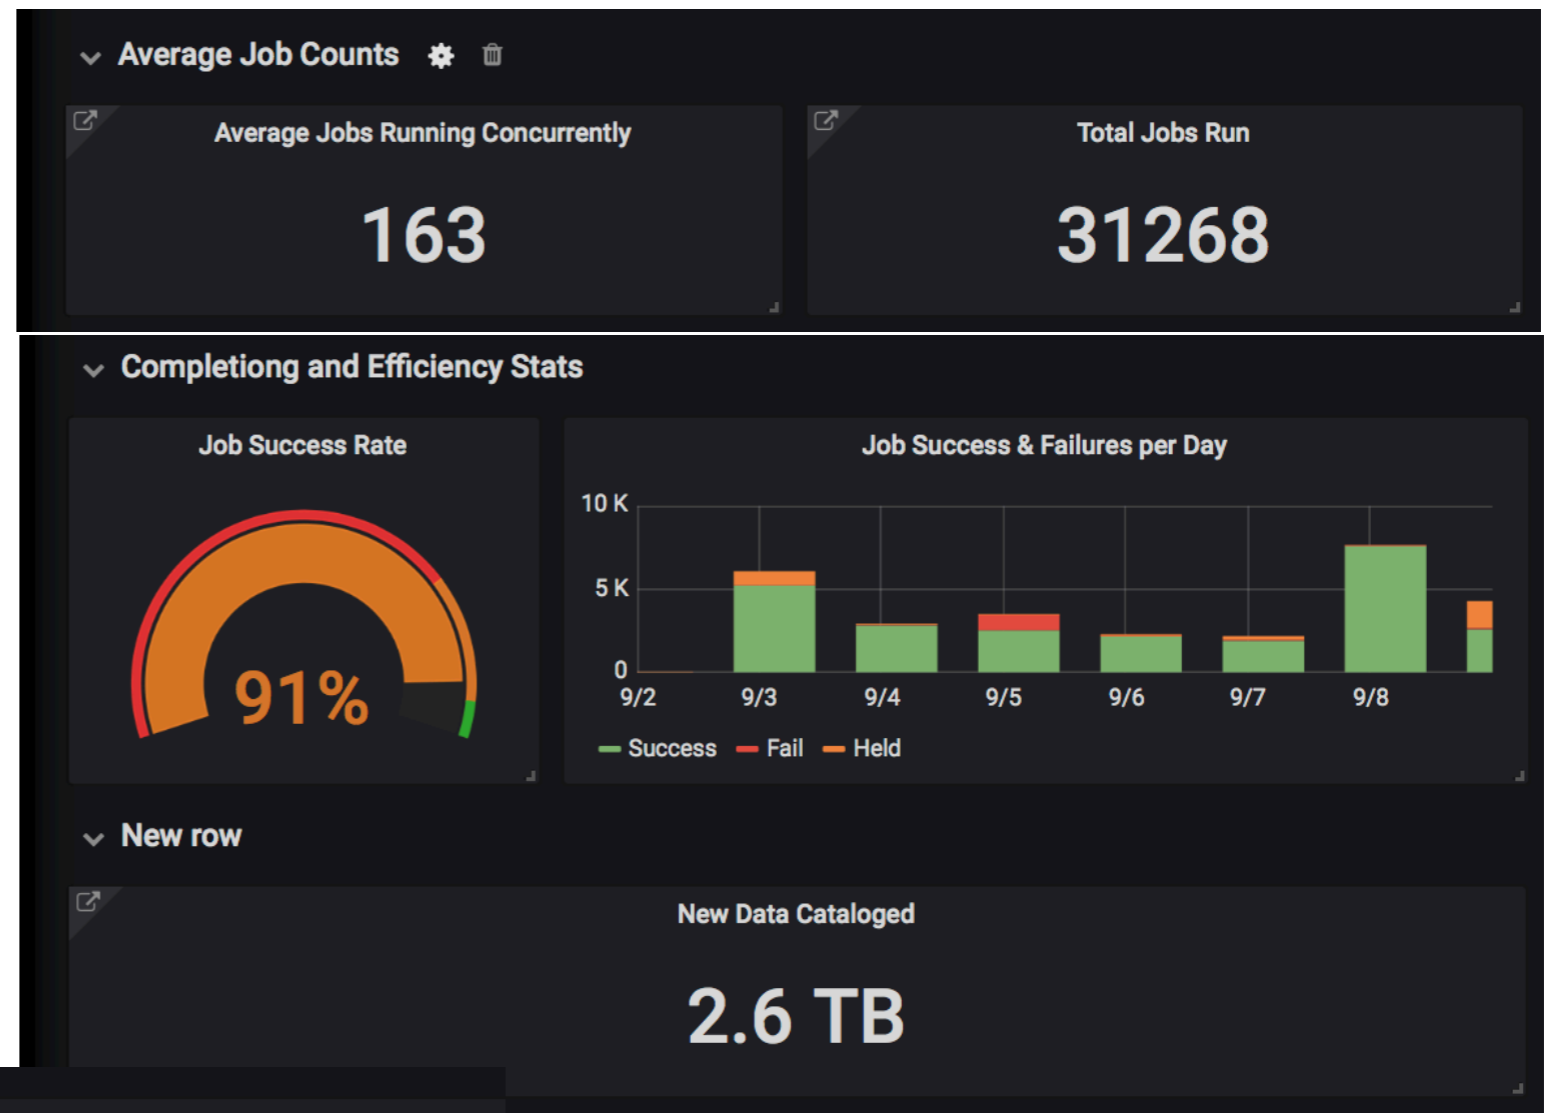 Average Job Counts
Average Jobs Running Concurrently
163
Total Jobs Run
31268
Completiong and Efficiency Stats
Job Success Rate
91%
Job Success & Failures per Day
10 K
5 K
0
9/2 9/3 9/4 9/5 9/6 9/7 9/8
Success Fail Held
New row
New Data Cataloged
2.6 TB